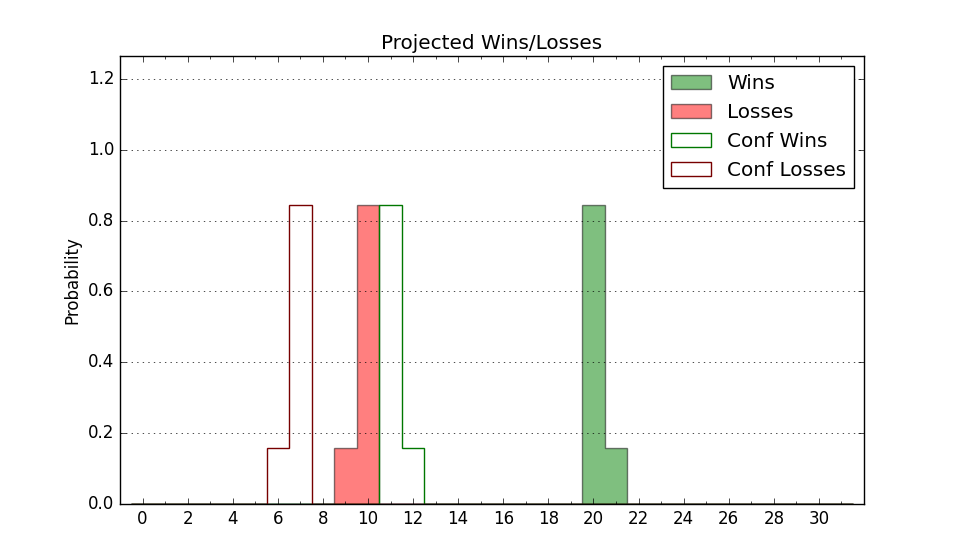 Projected Wins/Losses
Wins
Losses
Conf Wins
Conf Losses
Probability
1.2
1.0
0.8
0.6
0.4
0.2
0.0
0 2 4 6 8 10 12 14 16 18 20 22 24 26 28 30